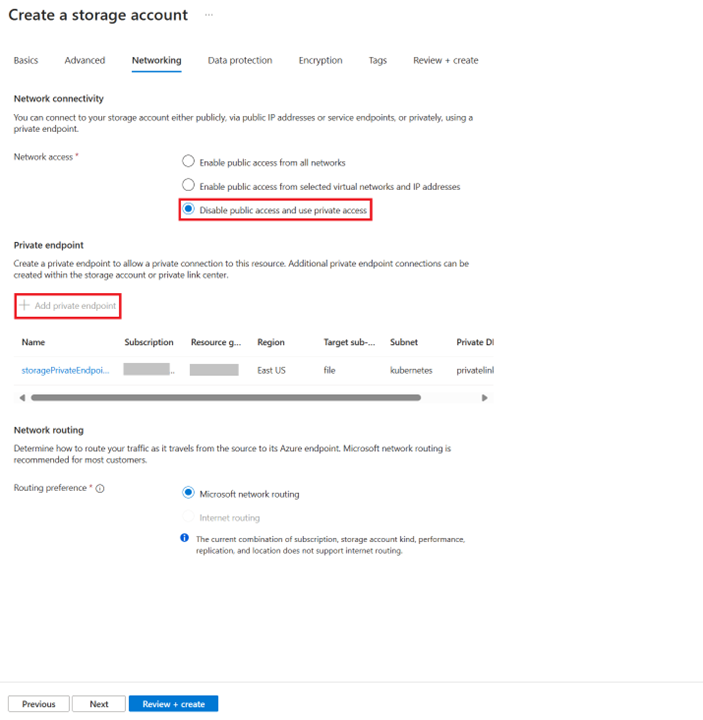 Create a storage account ...
Basics Advanced Networking Data protection Encryption Tags Review + create
Network connectivity
You can connect to your storage account either publicly, via public IP addresses or service endpoints, or privately, using a
private endpoint.
Network access *
Enable public access from all networks
Enable public access from selected virtual networks and IP addresses
Disable public access and use private access
Private endpoint
Create a private endpoint to allow a private connection to this resource. Additional private endpoint connections can be
created within the storage account or private link center.
+ Add private endpoint
Name Subscription Resource g... Region Target sub-... Subnet Private DI
storagePrivateEndpoi... .. East US file kubernetes privatelinl
Network routing
Determine how to route your traffic as it travels from the source to its Azure endpoint. Microsoft network routing is
recommended for most customers.
Routing preference *
Microsoft network routing
Internet routing
The current combination of subscription, storage account kind, performance,
replication, and location does not support internet routing.
Previous Next Review + create